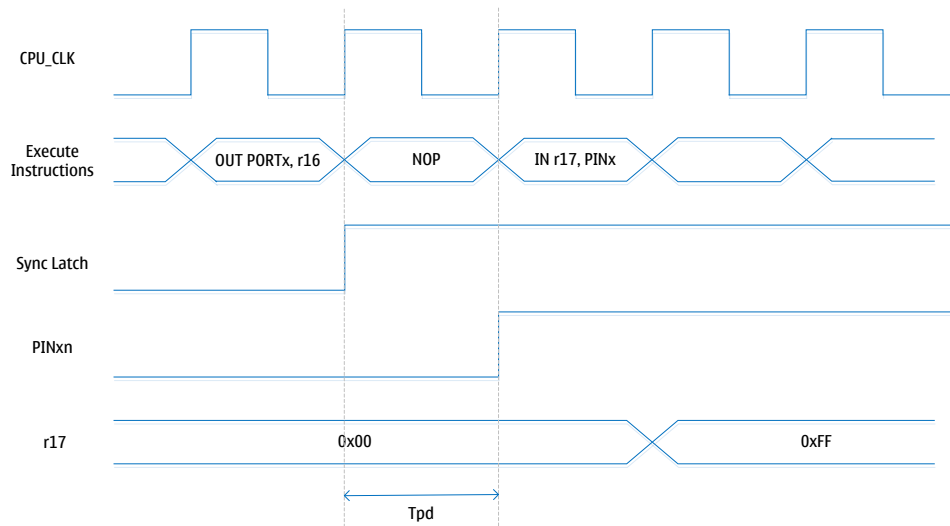 CPU_CLK
Execute
Instructions
OUT PORTx, r16
NOP
IN r17, PINx
Sync Latch
PINxn
r17
0x00
0xFF
Tpd